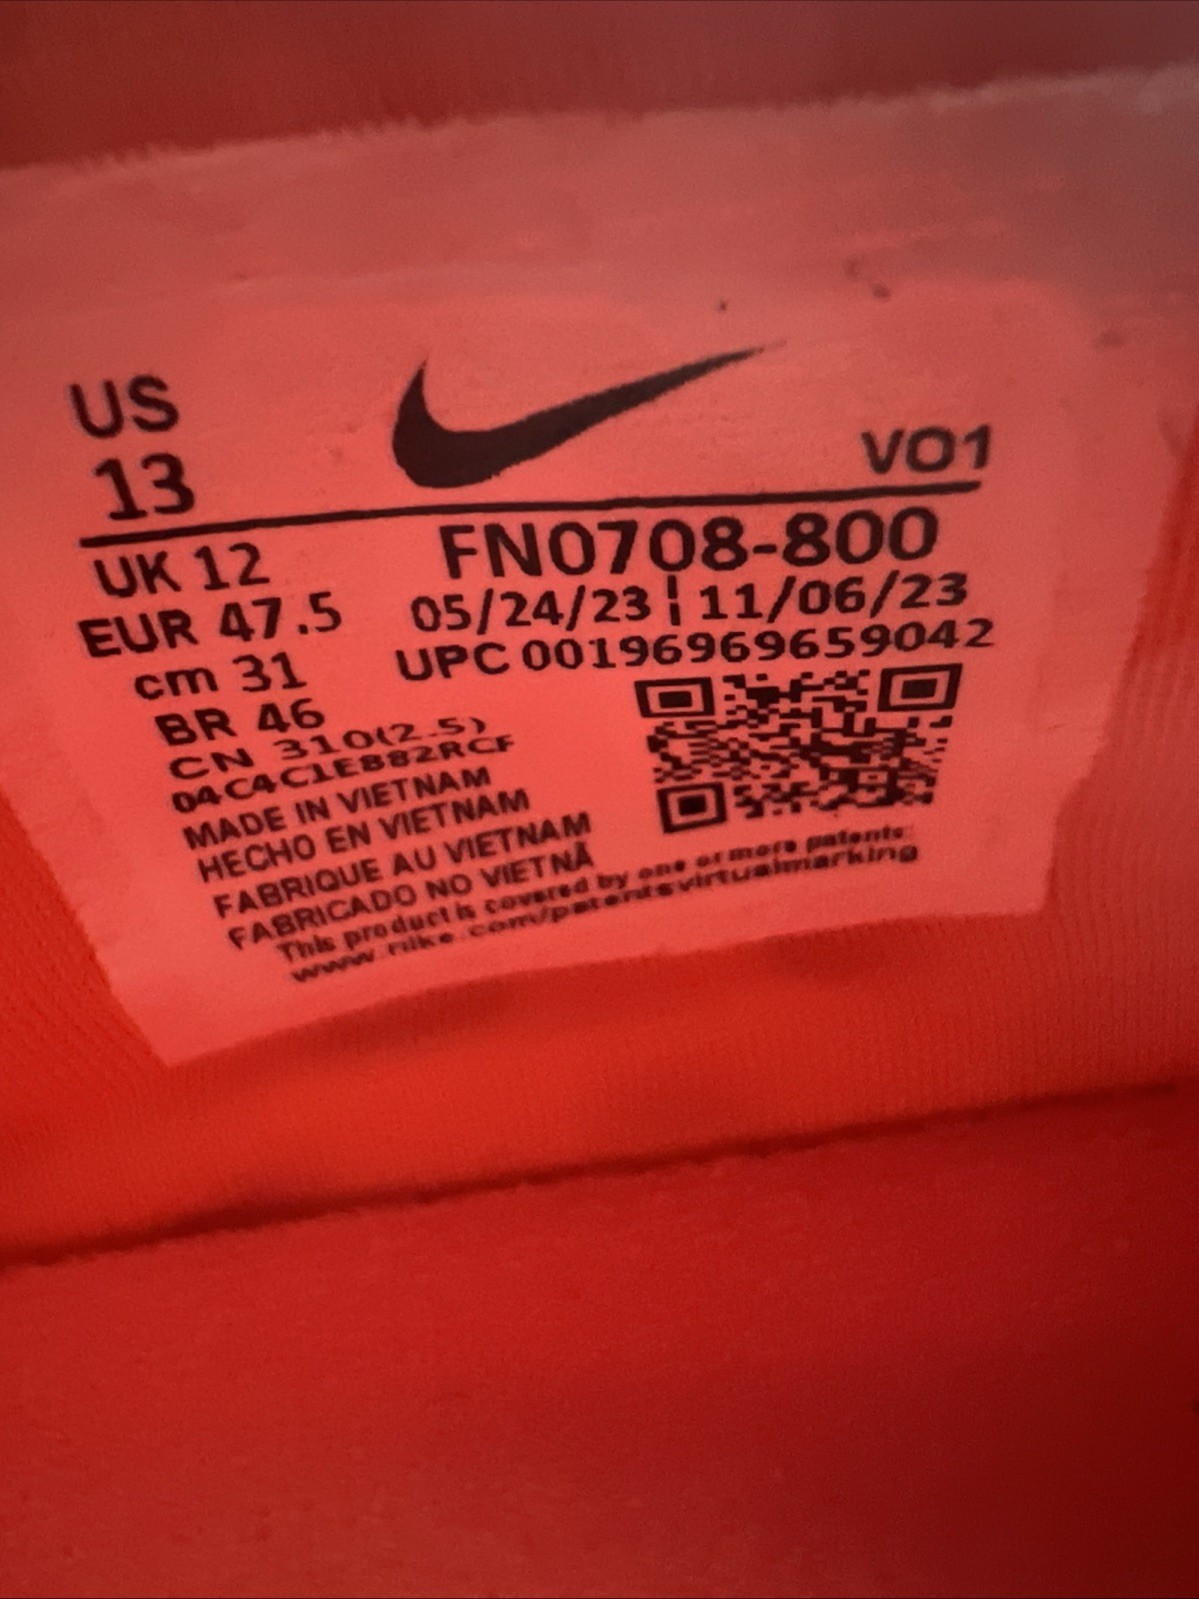 US
13
VO1
UK 12
FN0708-800
EUR 47.5
05/24/23 ¦ 11/06/23
cm 31
UPC 00196969659042
BR 46
CN 310(2.5)
04C4C1E882RCF
MADE IN VIETNAM
HECHO EN VIETNAM
FABRIQUE AU VIETNAM
FABRICADO NO VIETNÃ
This product is covered by one or more patents:
www.nike.com/patentsvirtualmarking